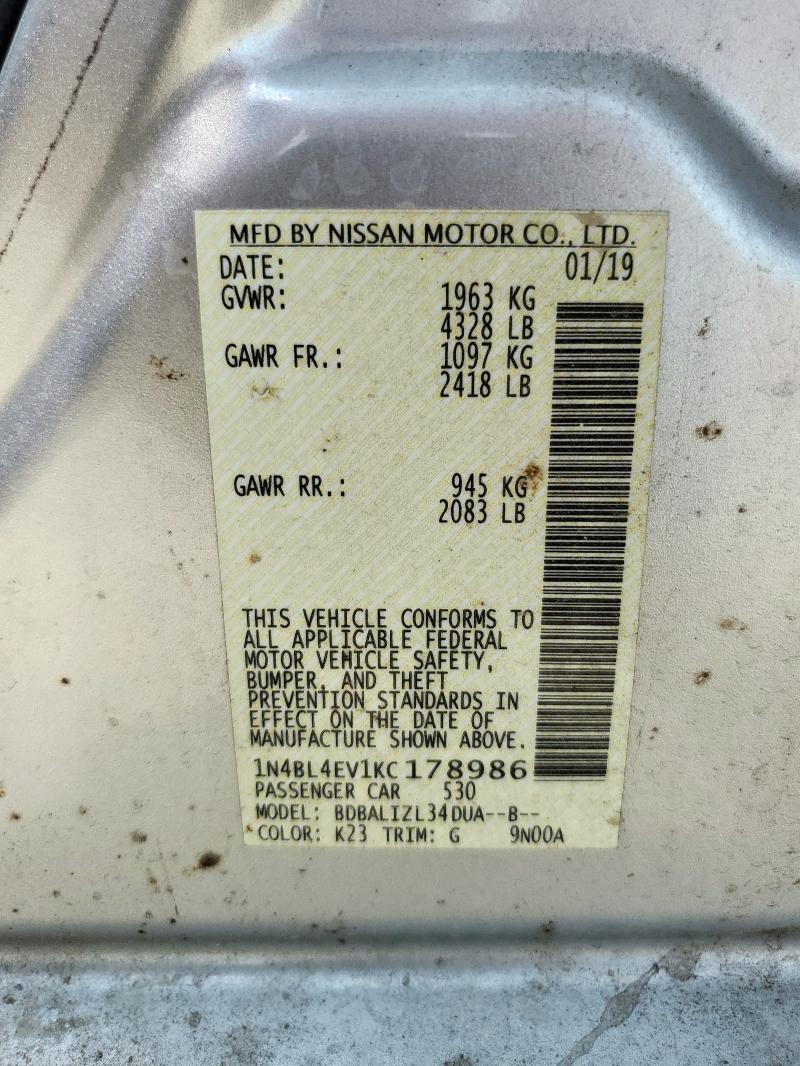 MFD BY NISSAN MOTOR CO., LTD.
DATE: 01/19
GVWR: 1963 KG
4328 LB
GAWR FR.: 1097 KG
2418 LB
GAWR RR.: 945 KG
2083 LB
THIS VEHICLE CONFORMS TO
ALL APPLICABLE FEDERAL
MOTOR VEHICLE SAFETY,
BUMPER, AND THEFT
PREVENTION STANDARDS IN
EFFECT ON THE DATE OF
MANUFACTURE SHOWN ABOVE.
1N4BL4EV1KC178986
PASSENGER CAR 530
MODEL: BDBALIZL34DUA--B--
COLOR: K23 TRIM: G 9N00A